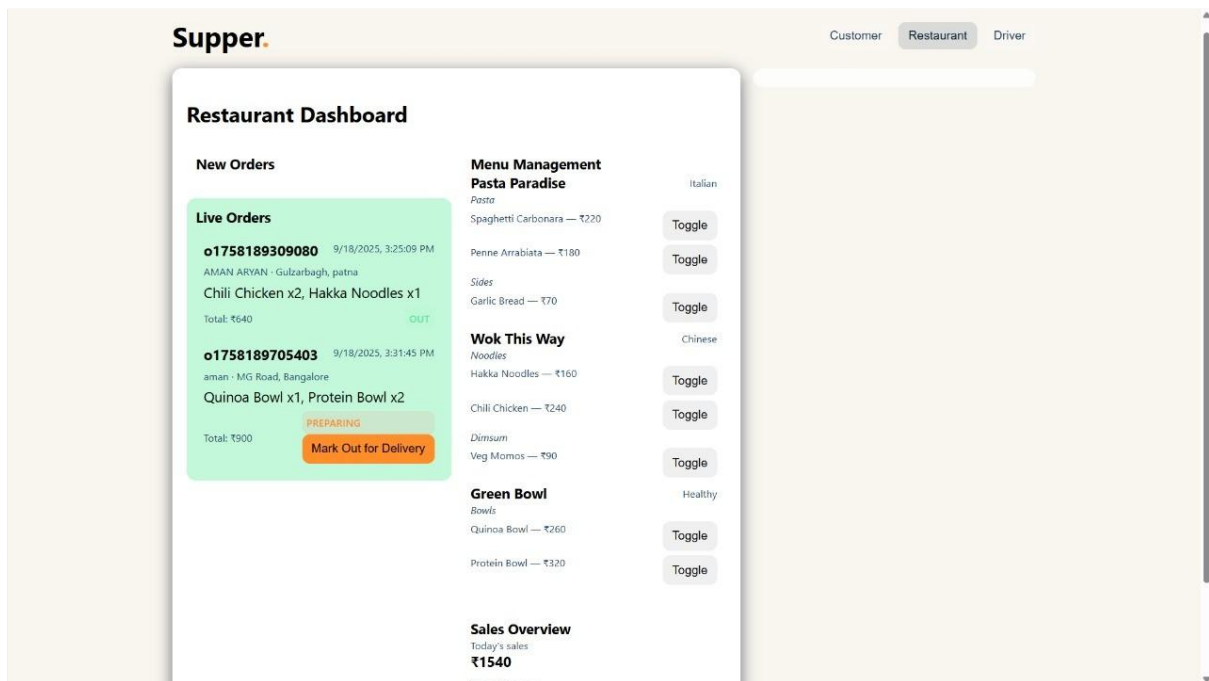 Supper.
Customer Restaurant Driver
Restaurant Dashboard
New Orders
Live Orders
o1758189309080 9/18/2025, 3:25:09 PM
AMAN ARYAN · Gulzarbagh, patna
Chili Chicken x2, Hakka Noodles x1
Total: ₹640 OUT
o1758189705403 9/18/2025, 3:31:45 PM
aman · MG Road, Bangalore
Quinoa Bowl x1, Protein Bowl x2
PREPARING
Total: ₹900
Mark Out for Delivery
Menu Management
Pasta Paradise Italian
Pasta
Spaghetti Carbonara — ₹220 Toggle
Penne Arrabiata — ₹180 Toggle
Sides
Garlic Bread — ₹70 Toggle
Wok This Way Chinese
Noodles
Hakka Noodles — ₹160 Toggle
Chili Chicken — ₹240 Toggle
Dimsum
Veg Momos — ₹90 Toggle
Green Bowl Healthy
Bowls
Quinoa Bowl — ₹260 Toggle
Protein Bowl — ₹320 Toggle
Sales Overview
Today's sales
₹1540